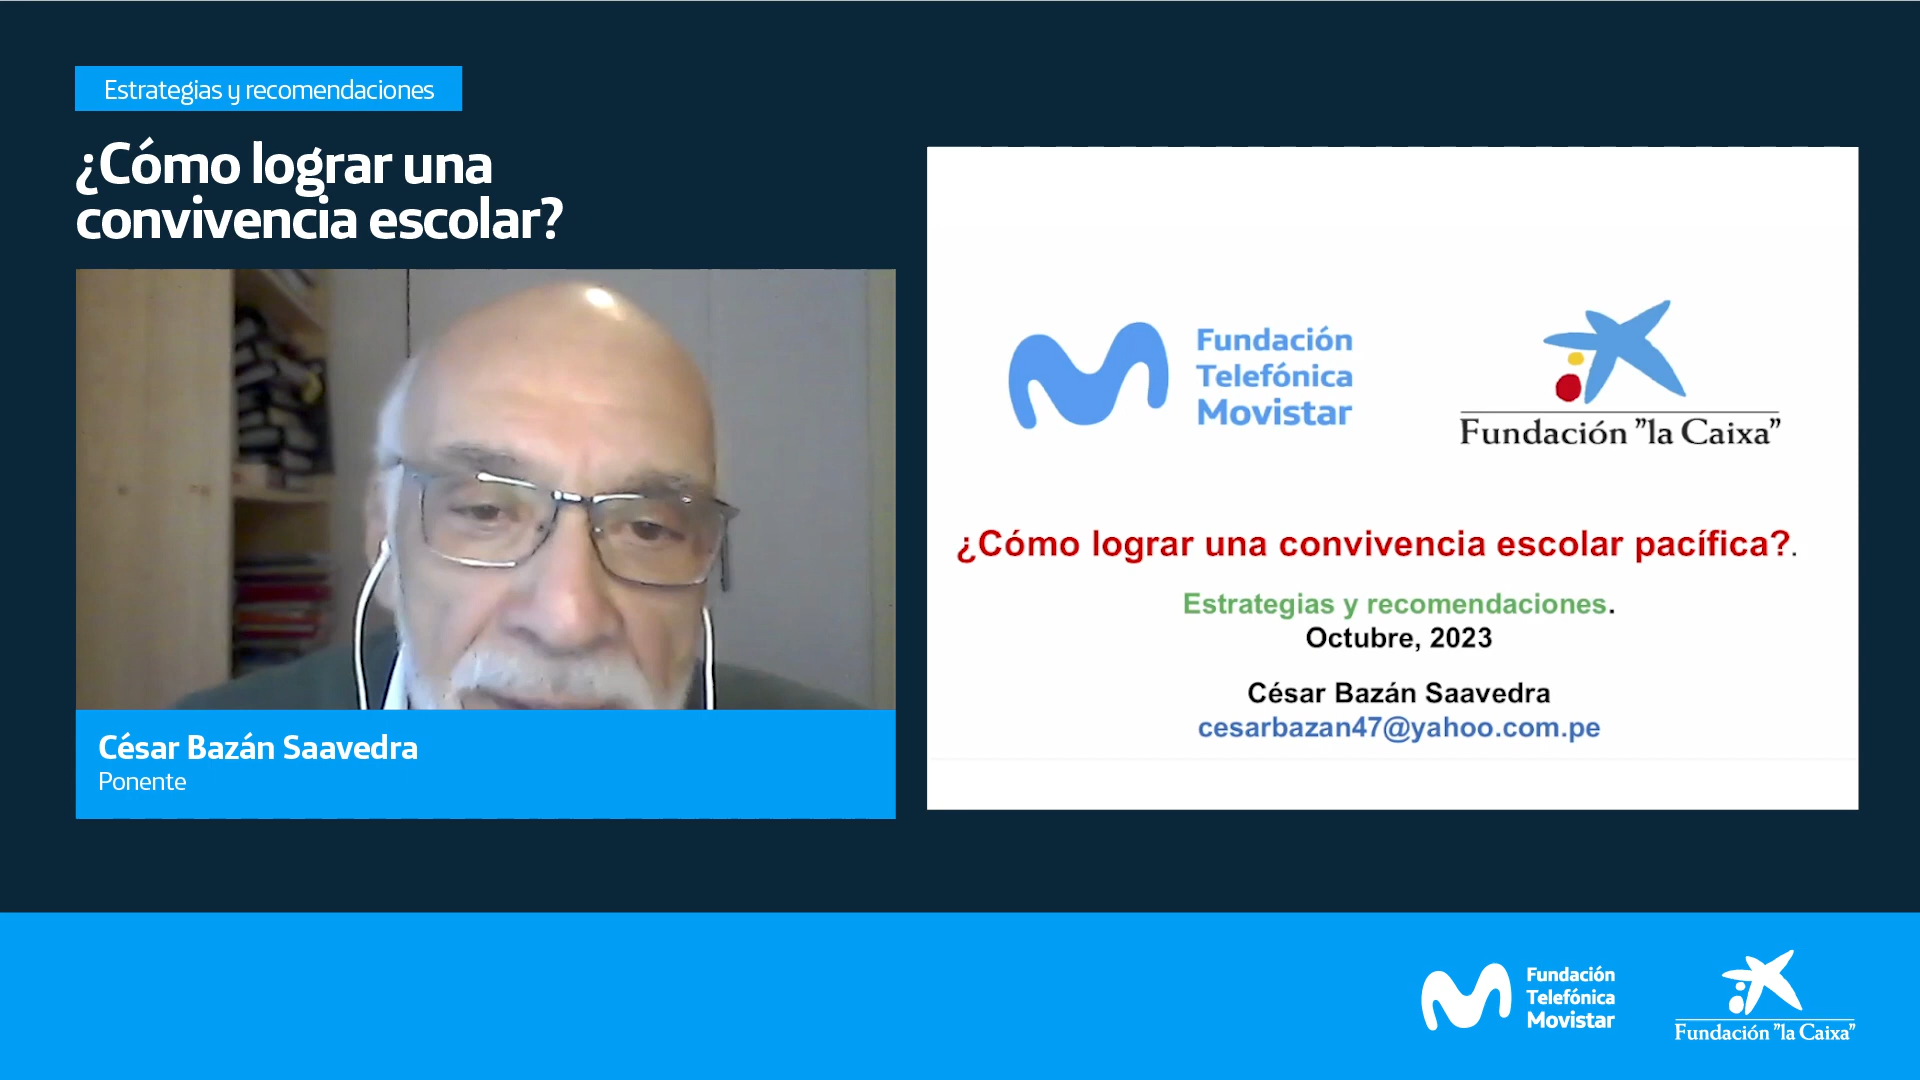 Estrategias y recomendaciones
¿Cómo lograr una
convivencia escolar?
César Bazán Saavedra
Ponente
Fundación
Telefónica
Movistar
Fundación "la Caixa"
¿Cómo lograr una convivencia escolar pacífica?.
Estrategias y recomendaciones.
Octubre, 2023
César Bazán Saavedra
cesarbazan47@yahoo.com.pe
Fundación
Telefónica
Movistar
Fundación "la Caixa"